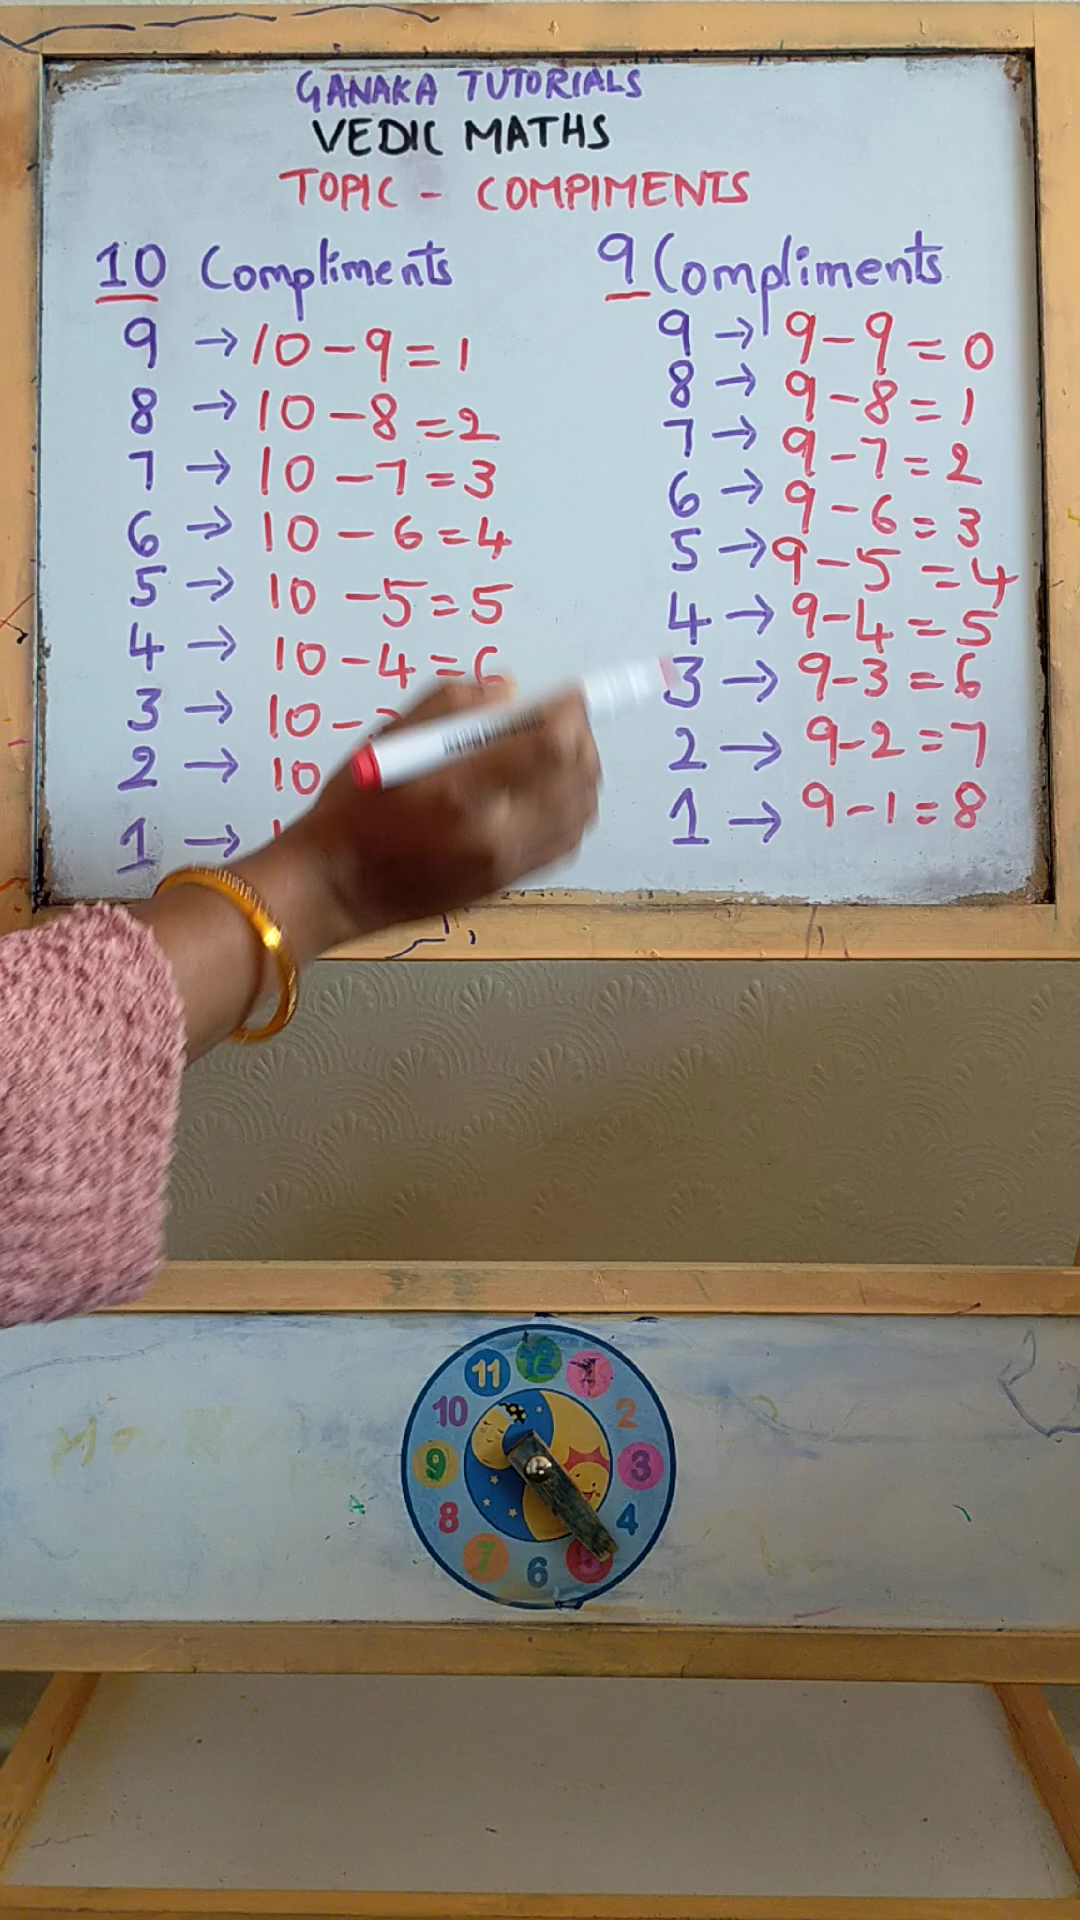 GANAKA TUTORIALS
VEDIC MATHS
TOPIC - COMPIMENTS
10 Compliments
9 → 10 - 9 = 1
8 → 10 - 8 = 2
7 → 10 - 7 = 3
6 → 10 - 6 = 4
5 → 10 - 5 = 5
4 → 10 - 4 = 6
3 → 10 -
2 → 10
1 →
9 Compliments
9 → 9 - 9 = 0
8 → 9 - 8 = 1
7 → 9 - 7 = 2
6 → 9 - 6 = 3
5 → 9 - 5 = 4
4 → 9 - 4 = 5
3 → 9 - 3 = 6
2 → 9 - 2 = 7
1 → 9 - 1 = 8
12
1
2
3
4
5
6
7
8
9
10
11